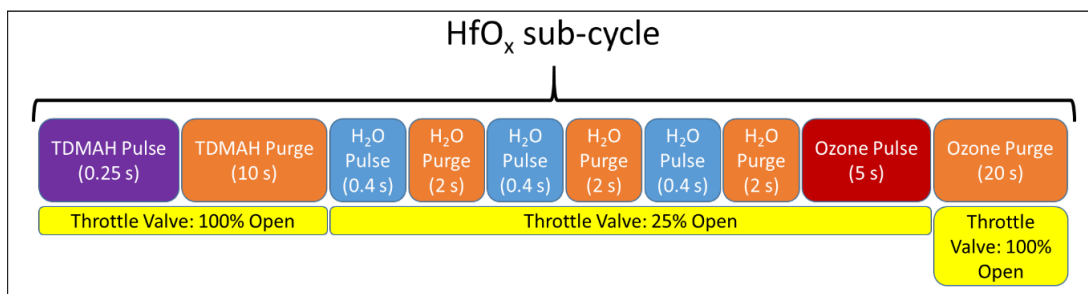 HfOx sub-cycle
TDMAH Pulse
(0.25 s)
TDMAH Purge
(10 s)
H2O
Pulse
(0.4 s)
H2O
Purge
(2 s)
H2O
Pulse
(0.4 s)
H2O
Purge
(2 s)
H2O
Pulse
(0.4 s)
H2O
Purge
(2 s)
Ozone Pulse
(5 s)
Ozone Purge
(20 s)
Throttle Valve: 100% Open
Throttle Valve: 25% Open
Throttle
Valve: 100%
Open